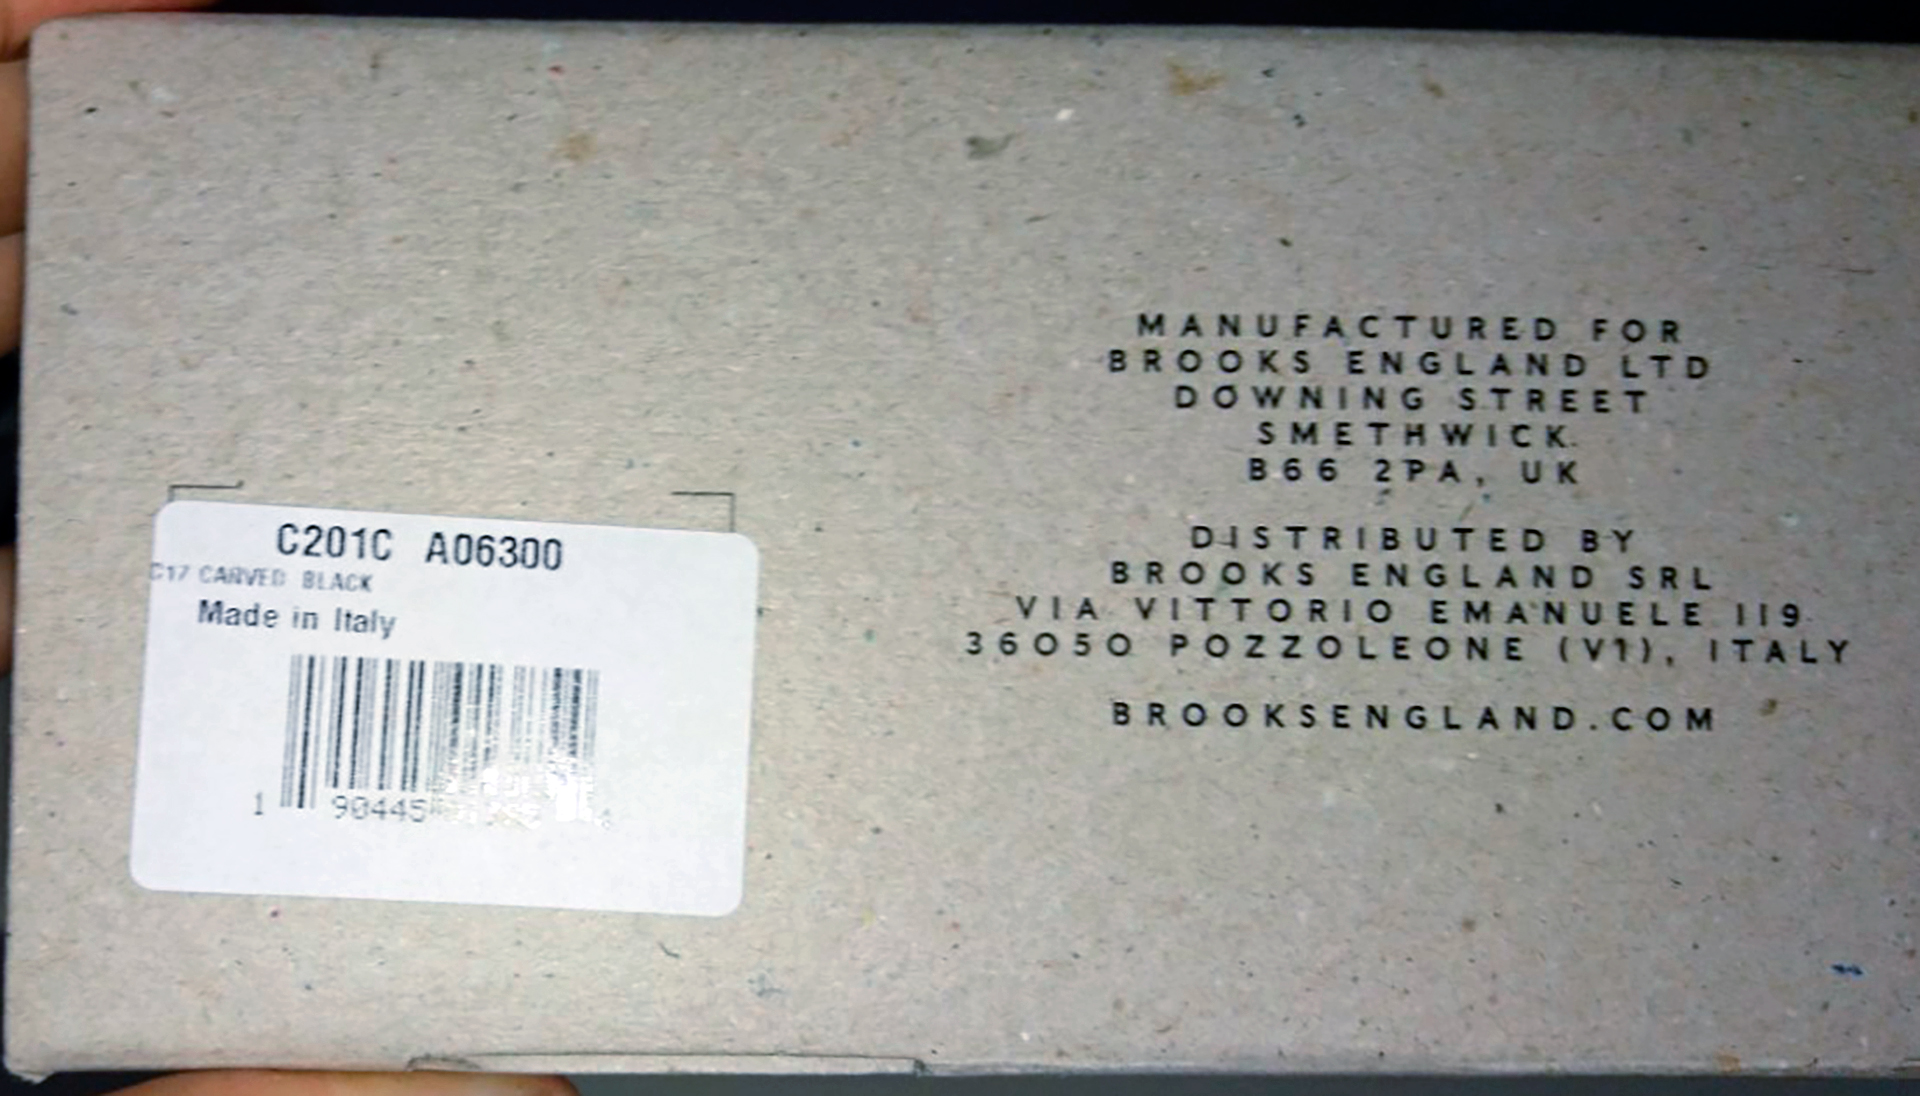 C201C A06300
C17 CARVED BLACK
Made in Italy
1 90445
MANUFACTURED FOR
BROOKS ENGLAND LTD
DOWNING STREET
SMETHWICK
B66 2PA, UK
DISTRIBUTED BY
BROOKS ENGLAND SRL
VIA VITTORIO EMANUELE 119
36050 POZZOLEONE (V1), ITALY
BROOKSENGLAND.COM